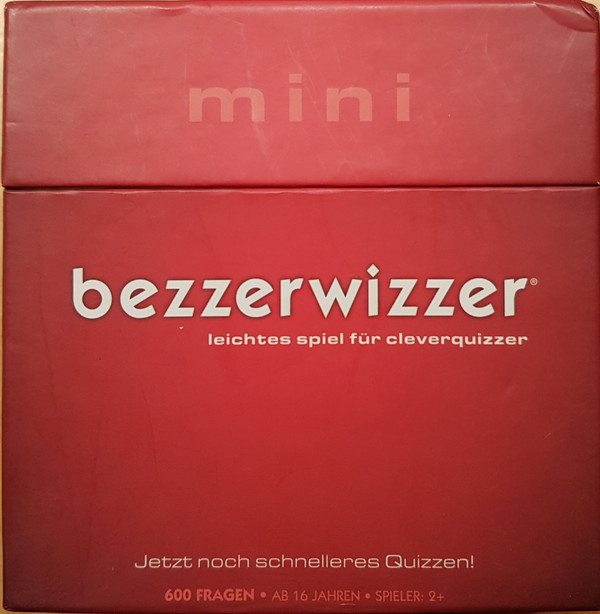 mini
bezzerwizzer®
leichtes spiel für cleverquizzer
Jetzt noch schnelleres Quizzen!
600 FRAGEN • AB 16 JAHREN • SPIELER: 2+